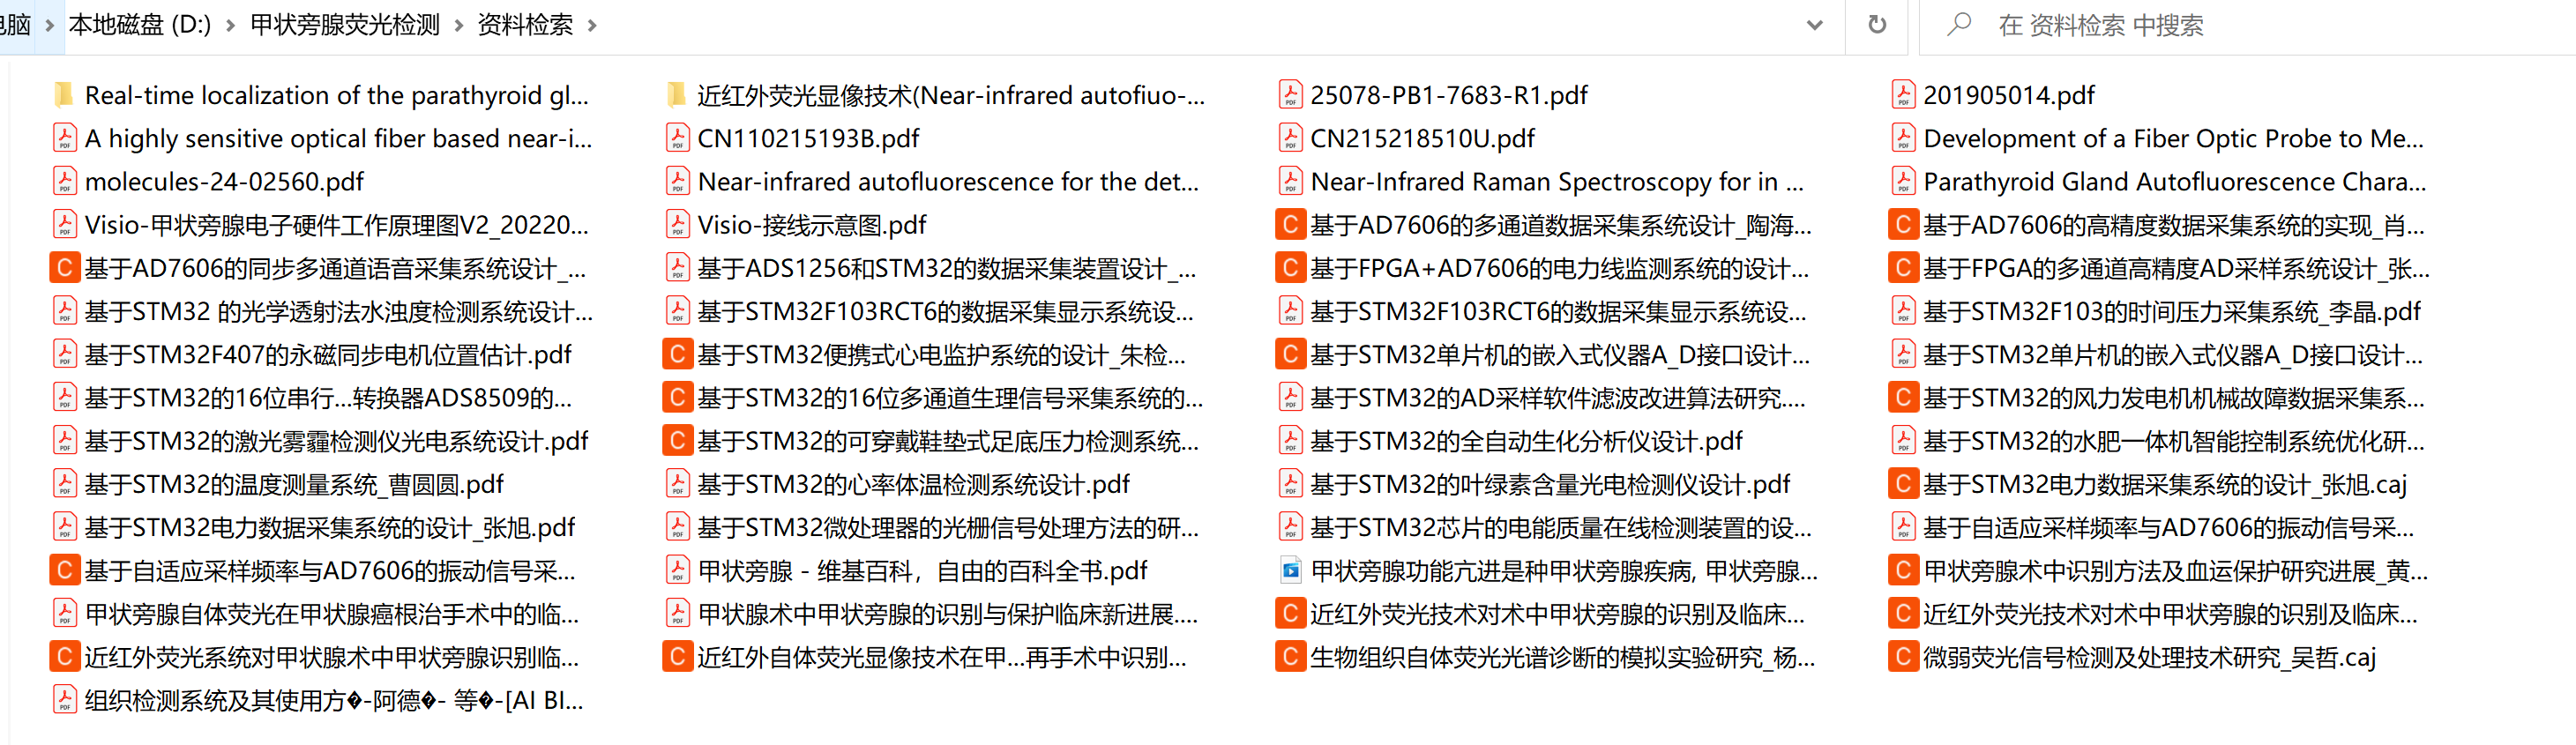 电脑 › 本地磁盘 (D:) › 甲状旁腺荧光检测 › 资料检索 › 在 资料检索 中搜索
Real-time localization of the parathyroid gl... 近红外荧光显像技术(Near-infrared autofiuo-... 25078-PB1-7683-R1.pdf 201905014.pdf
A highly sensitive optical fiber based near-i... CN110215193B.pdf CN215218510U.pdf Development of a Fiber Optic Probe to Me...
molecules-24-02560.pdf Near-infrared autofluorescence for the det... Near-Infrared Raman Spectroscopy for in ... Parathyroid Gland Autofluorescence Chara...
Visio-甲状旁腺电子硬件工作原理图V2_20220... Visio-接线示意图.pdf 基于AD7606的多通道数据采集系统设计_陶海... 基于AD7606的高精度数据采集系统的实现_肖...
基于AD7606的同步多通道语音采集系统设计_... 基于ADS1256和STM32的数据采集装置设计_... 基于FPGA+AD7606的电力线监测系统的设计... 基于FPGA的多通道高精度AD采样系统设计_张...
基于STM32 的光学透射法水浊度检测系统设计... 基于STM32F103RCT6的数据采集显示系统设... 基于STM32F103RCT6的数据采集显示系统设... 基于STM32F103的时间压力采集系统_李晶.pdf
基于STM32F407的永磁同步电机位置估计.pdf 基于STM32便携式心电监护系统的设计_朱检... 基于STM32单片机的嵌入式仪器A_D接口设计... 基于STM32单片机的嵌入式仪器A_D接口设计...
基于STM32的16位串行...转换器ADS8509的... 基于STM32的16位多通道生理信号采集系统的... 基于STM32的AD采样软件滤波改进算法研究.... 基于STM32的风力发电机机械故障数据采集系...
基于STM32的激光雾霾检测仪光电系统设计.pdf 基于STM32的可穿戴鞋垫式足底压力检测系统... 基于STM32的全自动生化分析仪设计.pdf 基于STM32的水肥一体机智能控制系统优化研...
基于STM32的温度测量系统_曹圆圆.pdf 基于STM32的心率体温检测系统设计.pdf 基于STM32的叶绿素含量光电检测仪设计.pdf 基于STM32电力数据采集系统的设计_张旭.caj
基于STM32电力数据采集系统的设计_张旭.pdf 基于STM32微处理器的光栅信号处理方法的研... 基于STM32芯片的电能质量在线检测装置的设... 基于自适应采样频率与AD7606的振动信号采...
基于自适应采样频率与AD7606的振动信号采... 甲状旁腺 - 维基百科，自由的百科全书.pdf 甲状旁腺功能亢进是种甲状旁腺疾病, 甲状旁腺... 甲状旁腺术中识别方法及血运保护研究进展_黄...
甲状旁腺自体荧光在甲状腺癌根治手术中的临... 甲状腺术中甲状旁腺的识别与保护临床新进展.... 近红外荧光技术对术中甲状旁腺的识别及临床... 近红外荧光技术对术中甲状旁腺的识别及临床...
近红外荧光系统对甲状腺术中甲状旁腺识别临... 近红外自体荧光显像技术在甲...再手术中识别... 生物组织自体荧光光谱诊断的模拟实验研究_杨... 微弱荧光信号检测及处理技术研究_吴哲.caj
组织检测系统及其使用方�-阿德�- 等�-[AI BI...